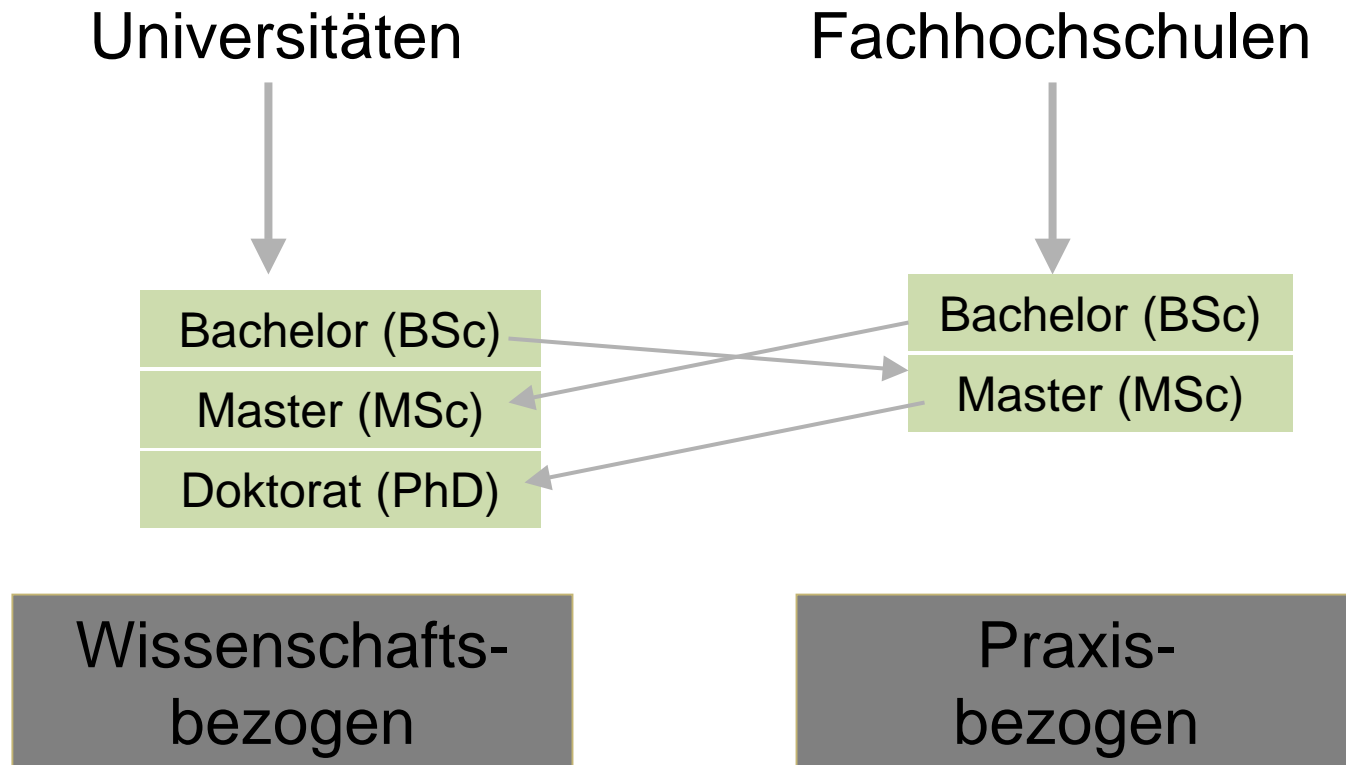 Universitäten
Fachhochschulen
Bachelor (BSc)
Master (MSc)
Doktorat (PhD)
Bachelor (BSc)
Master (MSc)
Wissenschafts-
bezogen
Praxis-
bezogen